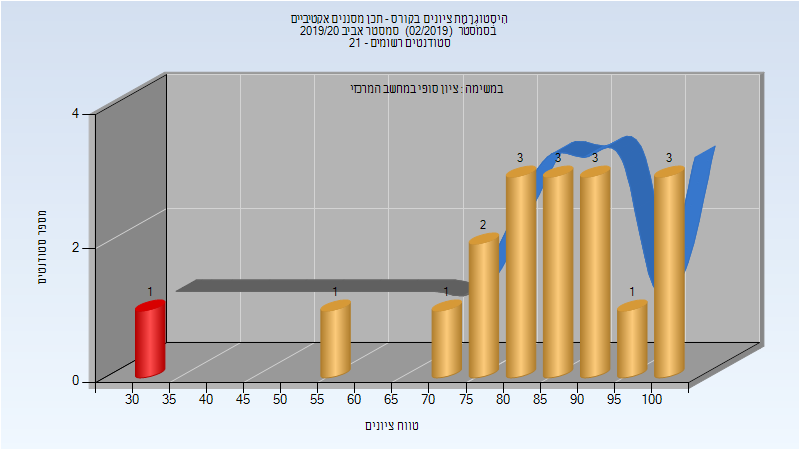 היסטוגרמת ציונים בקורס - תכן מסננים אקטיביים
בסמסטר (02/2019) סמסטר אביב 2019/20
סטודנטים רשומים - 21
במשימה : ציון סופי במחשב המרכזי
4
2
0
מספר סטודנטים
1 1 1 2 3 3 3 1 3
30 35 40 45 50 55 60 65 70 75 80 85 90 95 100
טווח ציונים